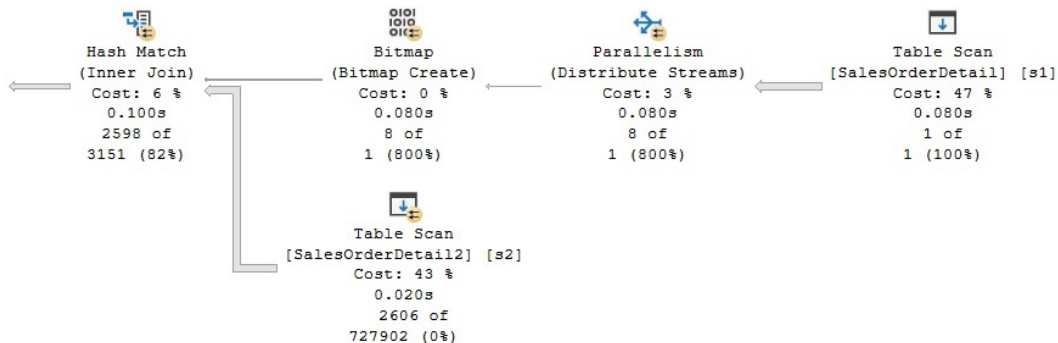 Hash Match
(Inner Join)
Cost: 6 %
0.100s
2598 of
3151 (82%)
Bitmap
(Bitmap Create)
Cost: 0 %
0.080s
8 of
1 (800%)
Parallelism
(Distribute Streams)
Cost: 3 %
0.080s
8 of
1 (800%)
Table Scan
[SalesOrderDetail] [s1]
Cost: 47 %
0.080s
1 of
1 (100%)
Table Scan
[SalesOrderDetail2] [s2]
Cost: 43 %
0.020s
2606 of
727902 (0%)